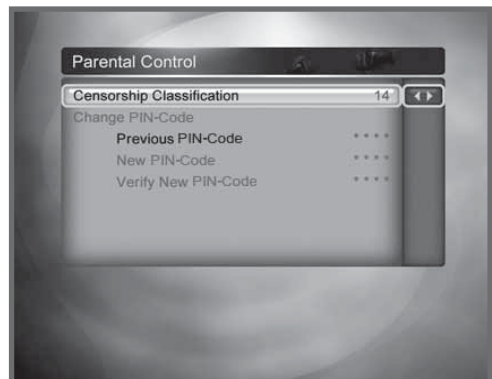 Parental Control
Censorship Classification 14
Change PIN-Code
Previous PIN-Code ****
New PIN-Code ****
Verify New PIN-Code ****